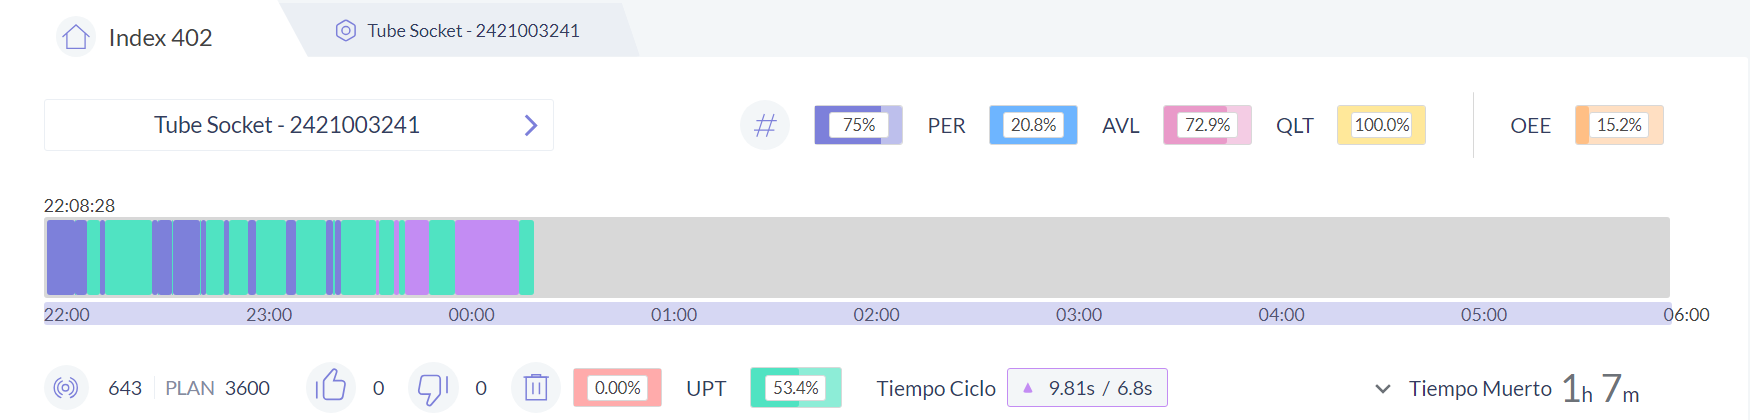 Index 402
Tube Socket - 2421003241
Tube Socket - 2421003241
# 75% PER 20.8% AVL 72.9% QLT 100.0% OEE 15.2%
22:08:28
22:00 23:00 00:00 01:00 02:00 03:00 04:00 05:00 06:00
643 PLAN 3600 0 0 0.00% UPT 53.4% Tiempo Ciclo ▲ 9.81s / 6.8s Tiempo Muerto 1h 7m